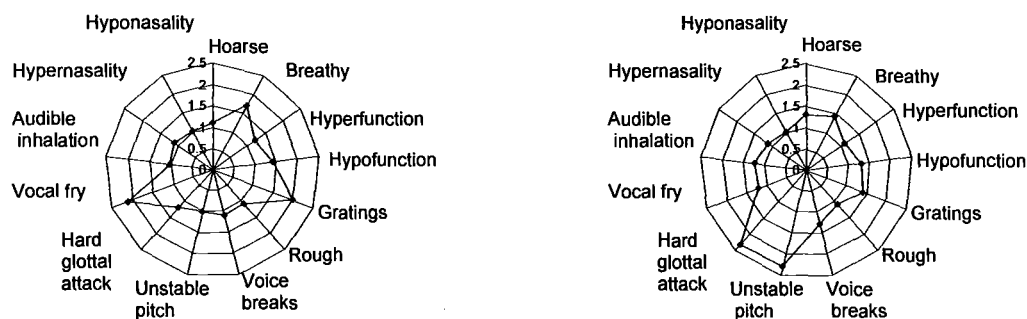 Hyponasality
Hoarse
Breathy
Hyperfunction
Hypofunction
Gratings
Rough
Voice
breaks
Unstable
pitch
Hard
glottal
attack
Vocal fry
Audible
inhalation
Hypernasality
2.5
2
1.5
1
0.5
0
Hyponasality
Hoarse
Breathy
Hyperfunction
Hypofunction
Gratings
Rough
Voice
breaks
Unstable
pitch
Hard
glottal
attack
Vocal fry
Audible
inhalation
Hypernasality
2.5
2
1.5
1
0.5
0